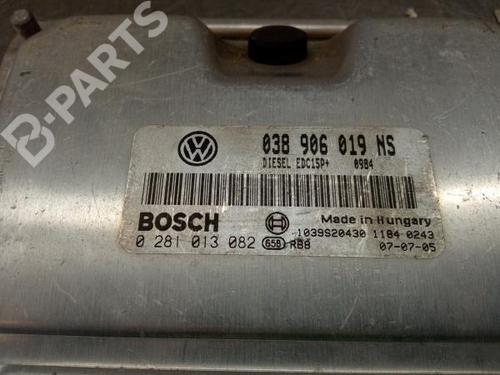 B-PARTS
038 906 019 NS
DIESEL EDC15P+ 0984
BOSCH
Made in Hungary
0 281 013 082 658 RBB
1039S20430 1184 0243
07-07-05